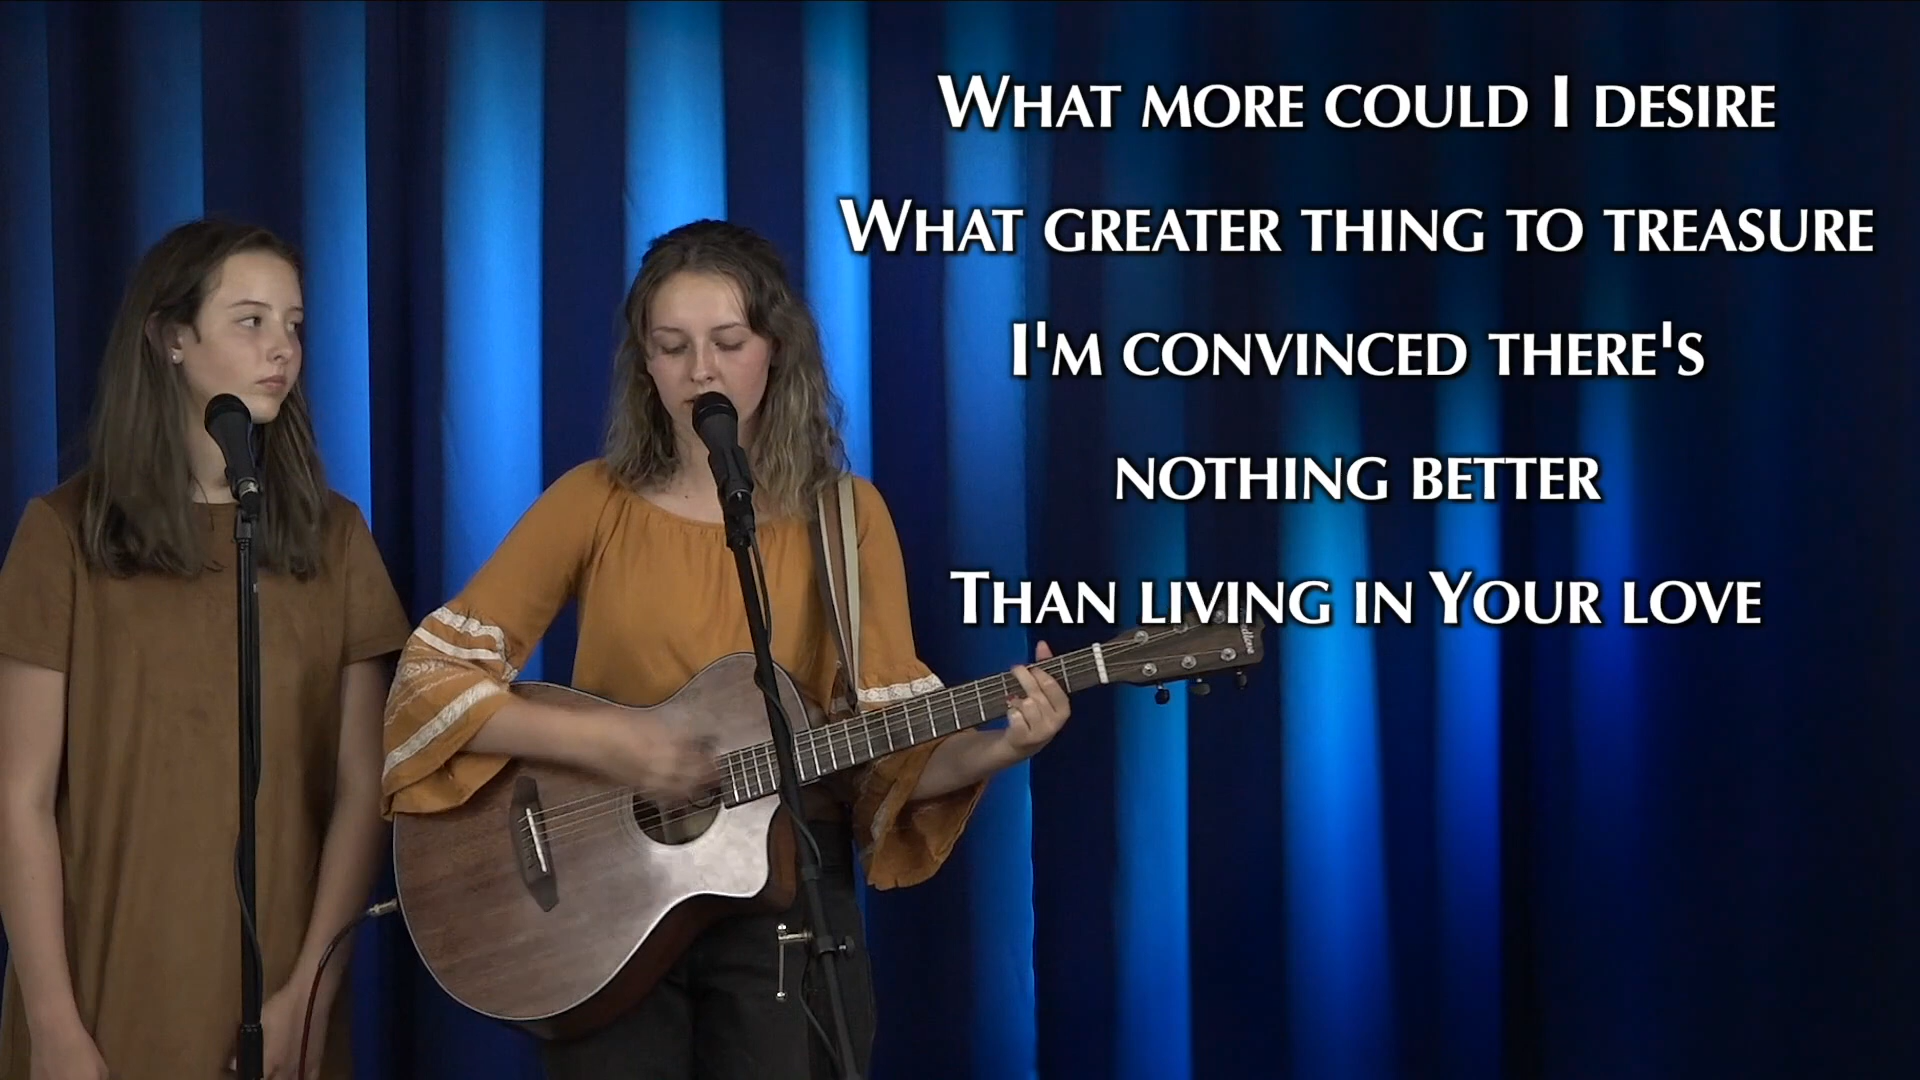 What more could I desire
What greater thing to treasure
I'm convinced there's
nothing better
Than living in Your love